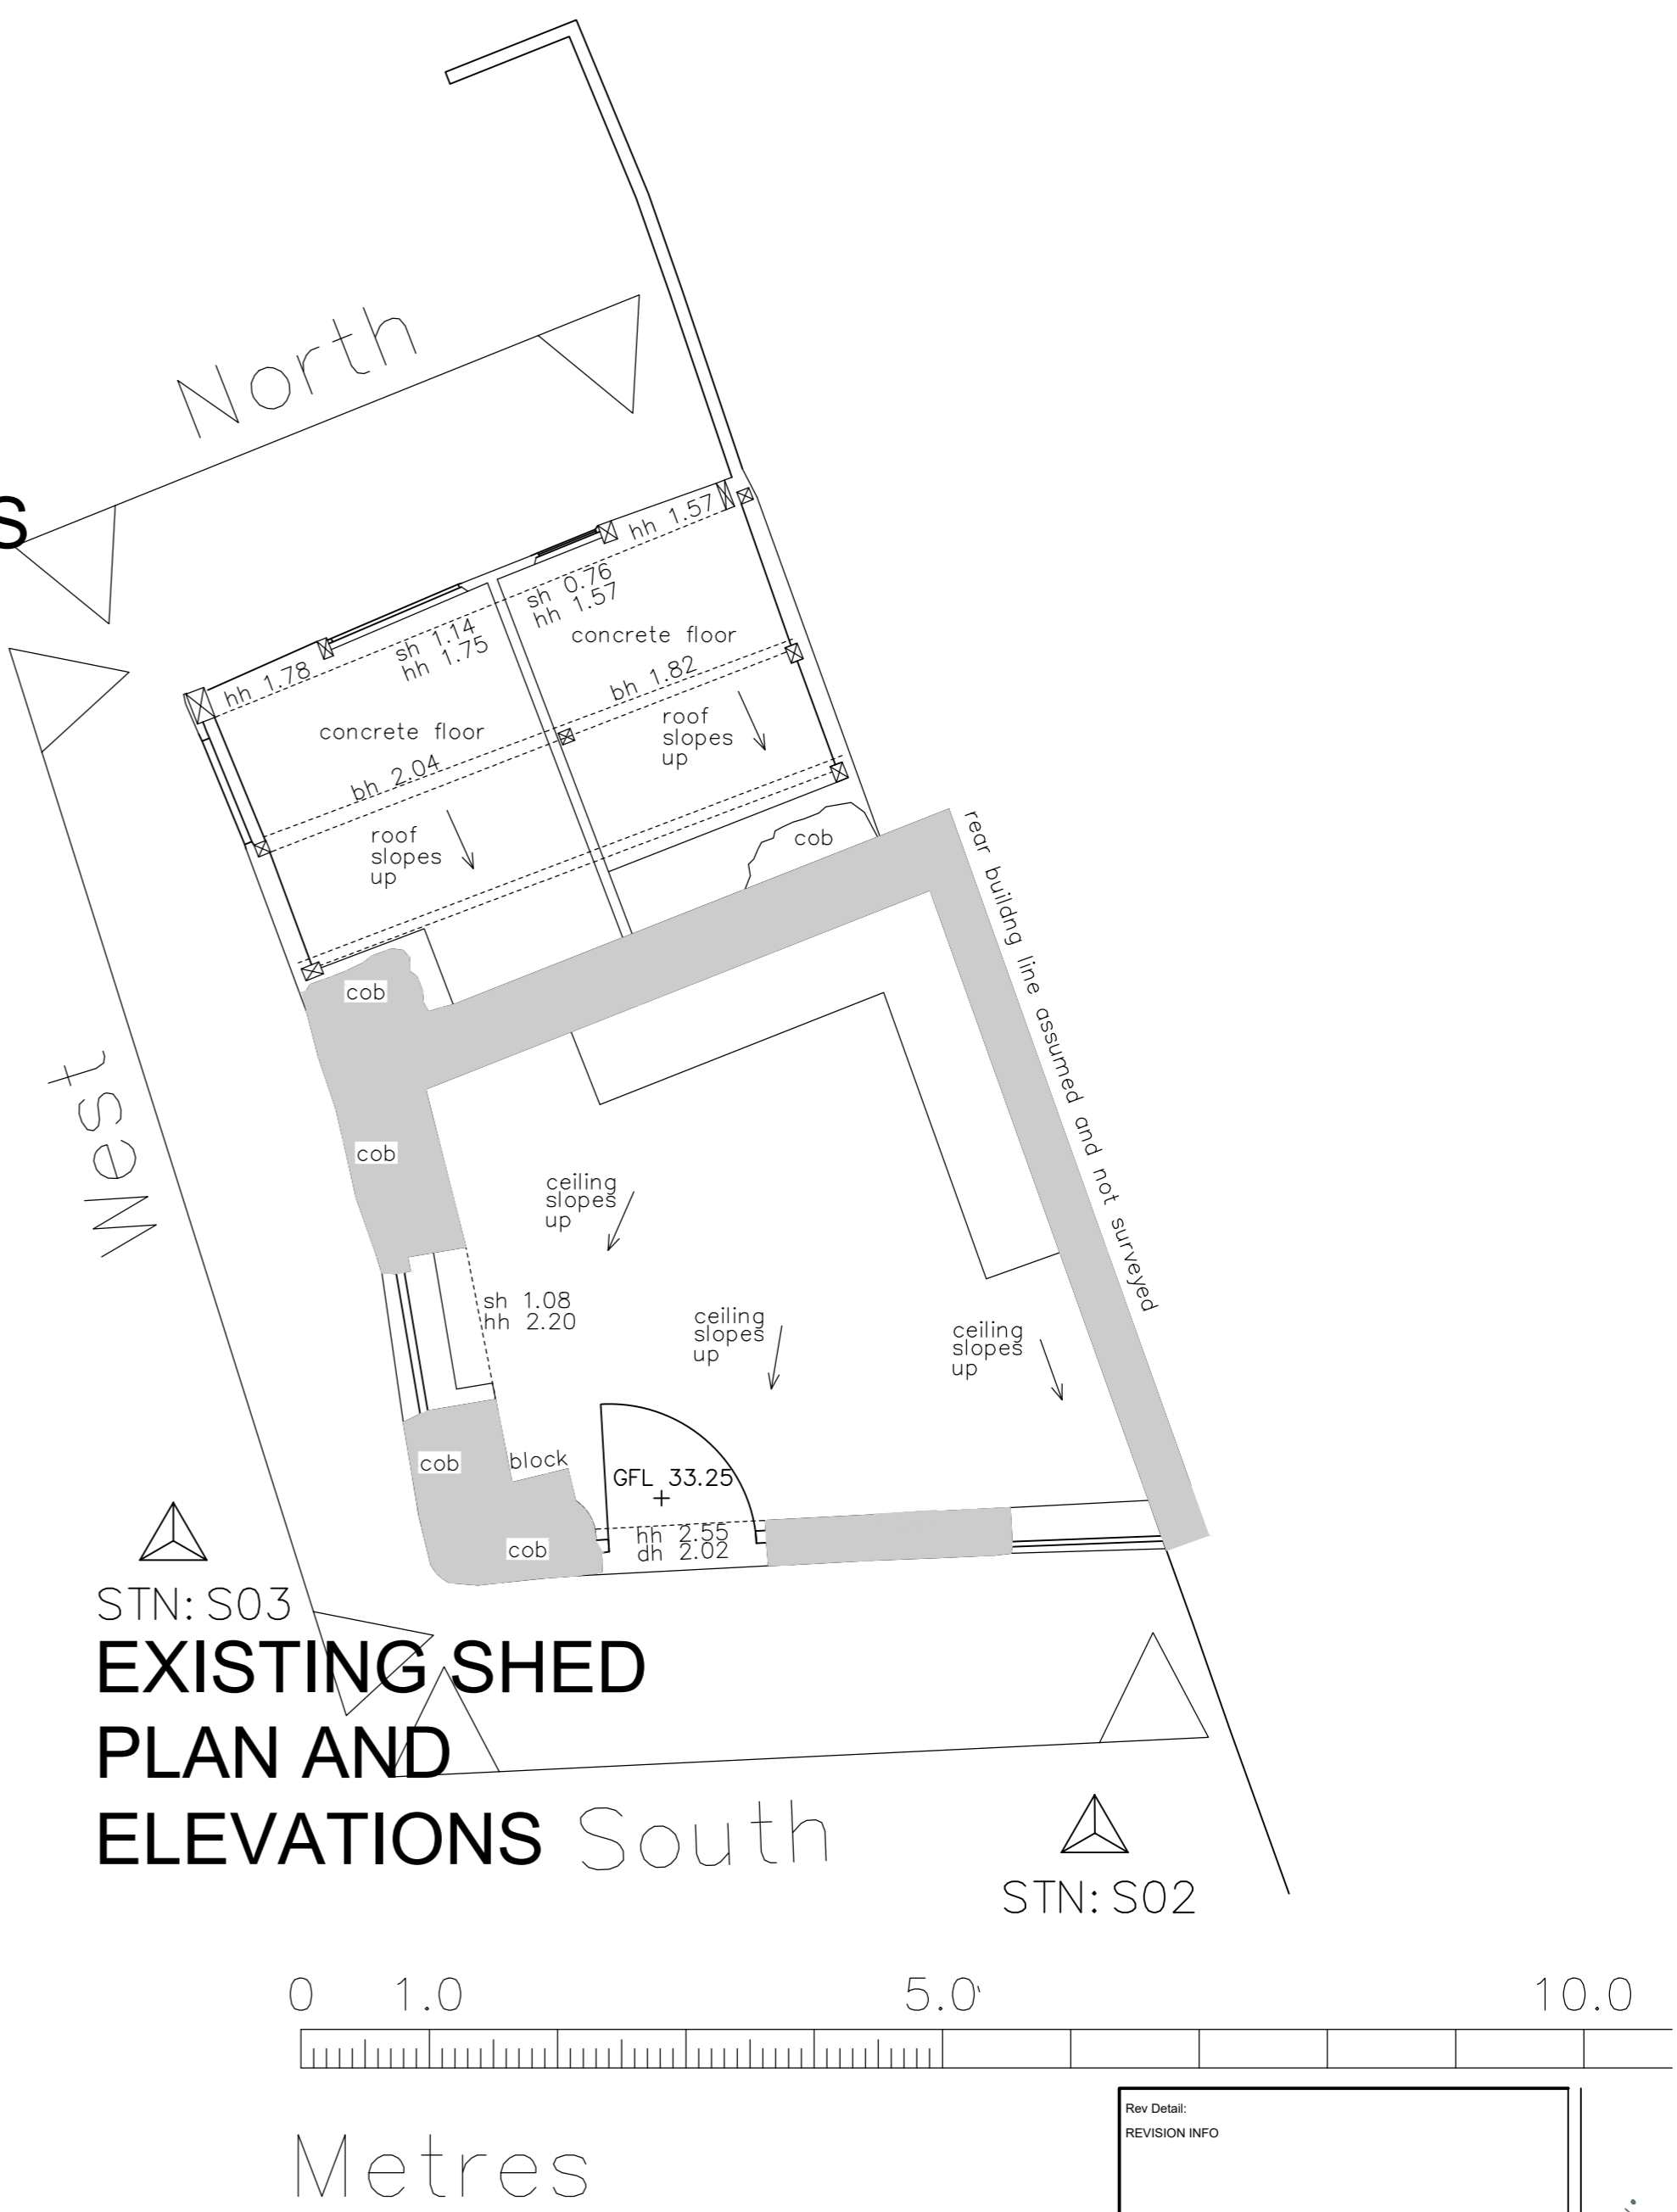 North
S
hh 1.57
sh 0.76
hh 1.57
concrete floor
sh 1.14
hh 1.75
hh 1.78
bh 1.82
concrete floor
roof
slopes
up
bh 2.04
roof
slopes
up
cob
rear buildng line assumed and not surveyed
cob
West
cob
ceiling
slopes
up
sh 1.08
hh 2.20
ceiling
slopes
up
ceiling
slopes
up
cob
block
GFL 33.25
cob
hh 2.55
dh 2.02
STN: S03
EXISTING SHED
PLAN AND
ELEVATIONS
South
STN: S02
0 1.0 5.0 10.0
Metres
Rev Detail:
REVISION INFO